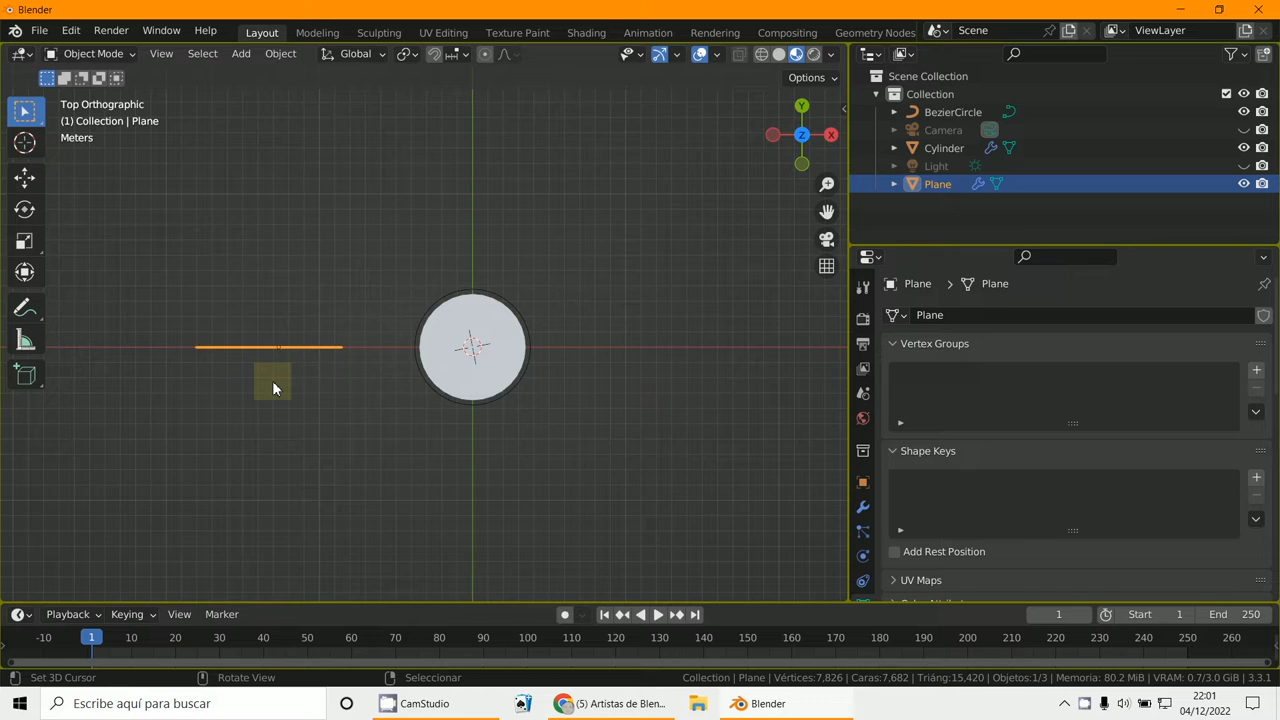 Blender
File Edit Render Window Help Layout Modeling Sculpting UV Editing Texture Paint Shading Animation Rendering Compositing Geometry Nodes Scene ViewLayer
Object Mode View Select Add Object Global
Options
Top Orthographic
(1) Collection | Plane
Meters
Y
Z
X
Scene Collection
Collection
BezierCircle
Camera
Cylinder
Light
Plane
Plane Plane
Plane
Vertex Groups
Shape Keys
Add Rest Position
UV Maps
Playback Keying View Marker 1 Start 1 End 250
-10 1 10 20 30 40 50 60 70 80 90 100 110 120 130 140 150 160 170 180 190 200 210 220 230 240 250 260
Set 3D Cursor Rotate View Seleccionar Collection | Plane | Vértices:7,826 | Caras:7,682 | Triáng:15,420 | Objetos:1/3 | Memoria: 80.2 MiB | VRAM: 0.7/3.0 GiB | 3.3.1
Escribe aquí para buscar CamStudio (5) Artistas de Blen... Blender 22:01
04/12/2022